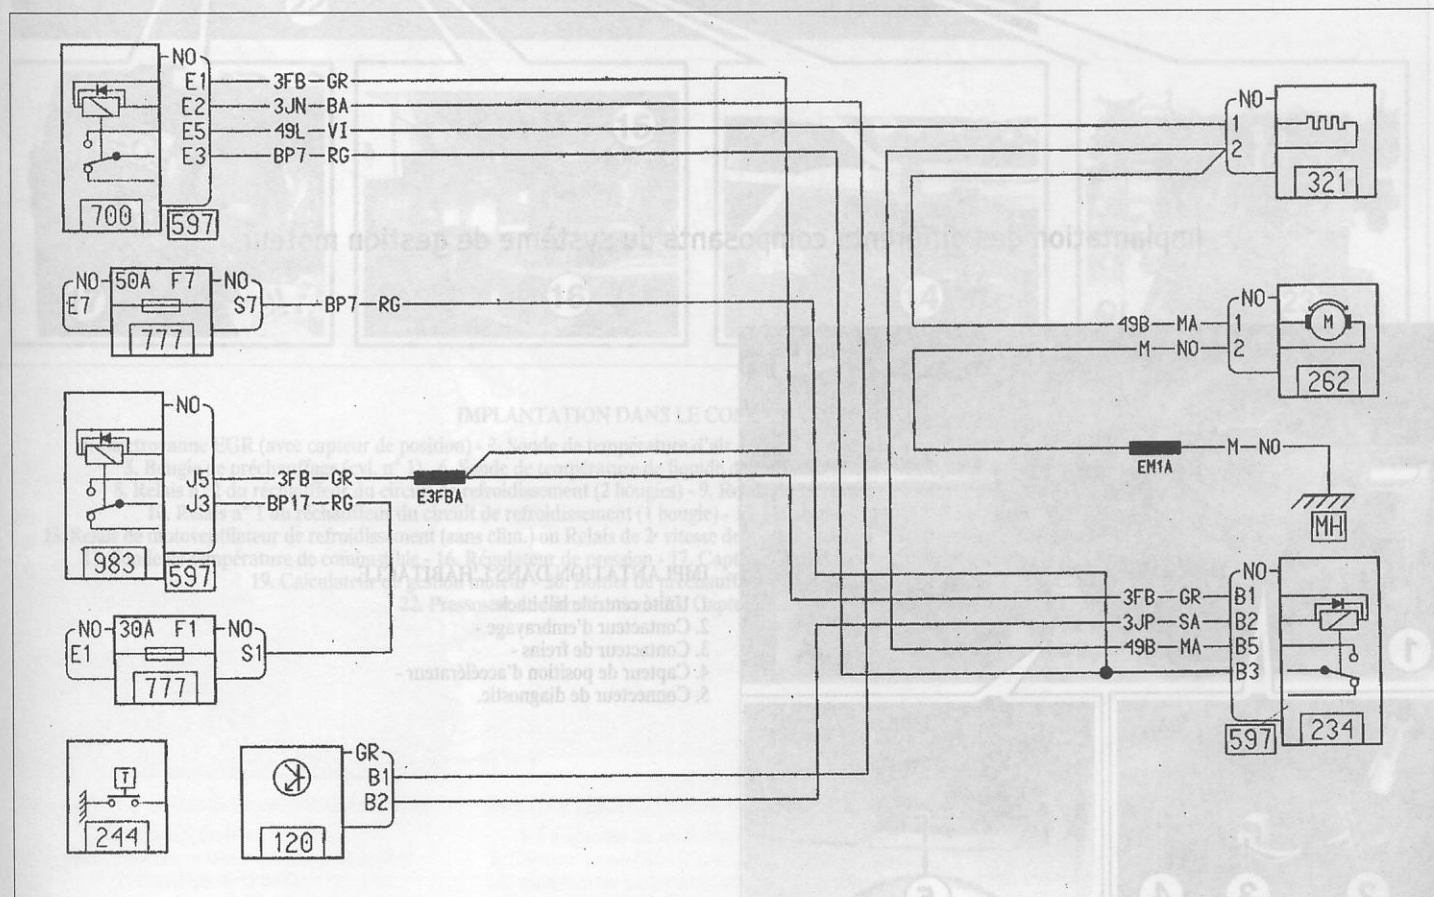 NO
E1 3FB GR
E2 3JN BA
E5 49L VI
E3 BP7 RG
700
597
NO
1
2
321
Implantation des différents composants du système de gestion moteur
NO 50A F7 NO
E7 S7 BP7 RG
777
NO
49B MA 1
M NO 2
M
262
NO
J5 3FB GR
J3 BP17 RG
983
597
E3FBA
EM1A
M NO
MH
IMPLANTATION DANS LE
NO 30A F1 NO
E1 S1
777
IMPLANTATION DANS L'HABITACLE
2. Contacteur d'embrayage -
3. Contacteur de freins -
4. Capteur de position d'accélérateur -
5. Connecteur de diagnostic.
NO
3FB GR B1
3JP SA B2
49B MA B5
B3
597
234
T
244
GR
B1
B2
120
15
16
14
23
1